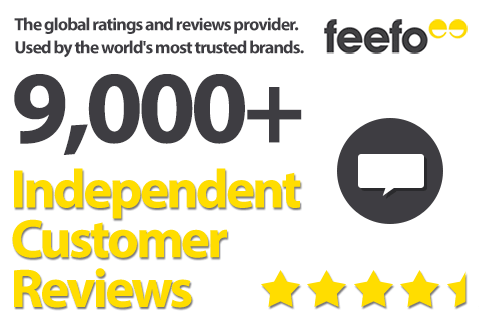 The global ratings and reviews provider.
Used by the world's most trusted brands.
feefo
9,000+
Independent
Customer
Reviews